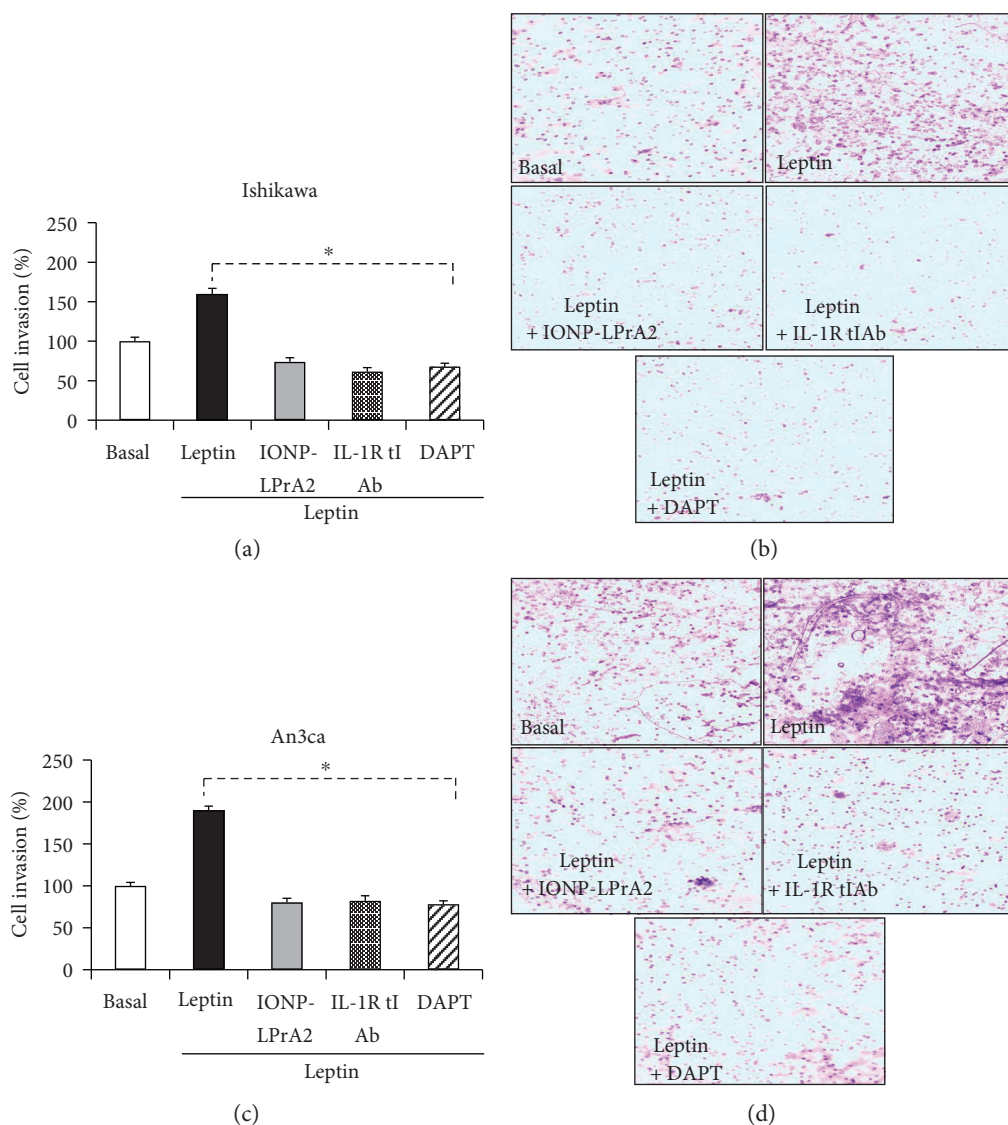 Ishikawa
Cell invasion (%)
250
200
150
100
50
0
*
Basal
Leptin
IONP-
LPrA2
IL-1R tI
Ab
DAPT
Leptin
(a)
Basal
Leptin
Leptin
+ IONP-LPrA2
Leptin
+ IL-1R tIAb
Leptin
+ DAPT
(b)
An3ca
Cell invasion (%)
250
200
150
100
50
0
*
Basal
Leptin
IONP-
LPrA2
IL-1R tI
Ab
DAPT
Leptin
(c)
Basal
Leptin
Leptin
+ IONP-LPrA2
Leptin
+ IL-1R tIAb
Leptin
+ DAPT
(d)